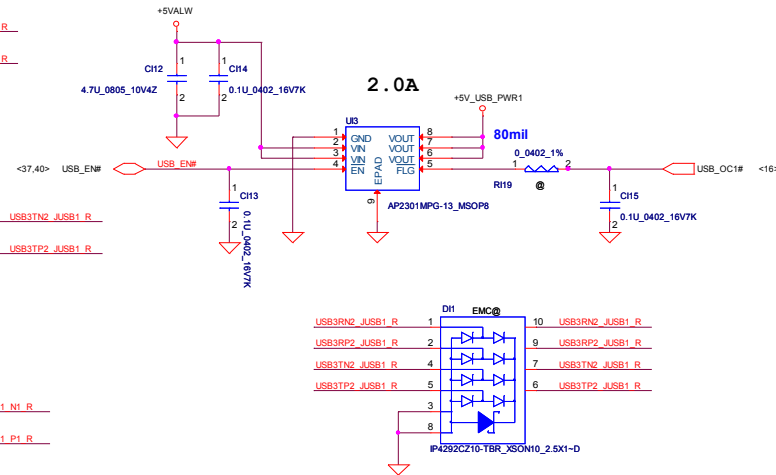 +5VALW
R
R
CI12
1
2
4.7U_0805_10V4Z
CI14
1
2
0.1U_0402_16V7K
2.0A
+5V_USB_PWR1
UI3
80mil
1 GND VOUT 8
2 VIN VOUT 7
3 VIN VOUT 6
4 EN FLG 5
EPAD
9
AP2301MPG-13_MSOP8
0_0402_1%
1 2
RI19
@
<37,40> USB_EN#
USB_EN#
USB_OC1# <16>
CI13
1
2
0.1U_0402_16V7K
CI15
1
2
0.1U_0402_16V7K
USB3TN2_JUSB1_R
USB3TP2_JUSB1_R
DI1
EMC@
USB3RN2_JUSB1_R 1 10 USB3RN2_JUSB1_R
USB3RP2_JUSB1_R 2 9 USB3RP2_JUSB1_R
USB3TN2_JUSB1_R 4 7 USB3TN2_JUSB1_R
USB3TP2_JUSB1_R 5 6 USB3TP2_JUSB1_R
3
8
IP4292CZ10-TBR_XSON10_2.5X1~D
1_N1_R
1_P1_R